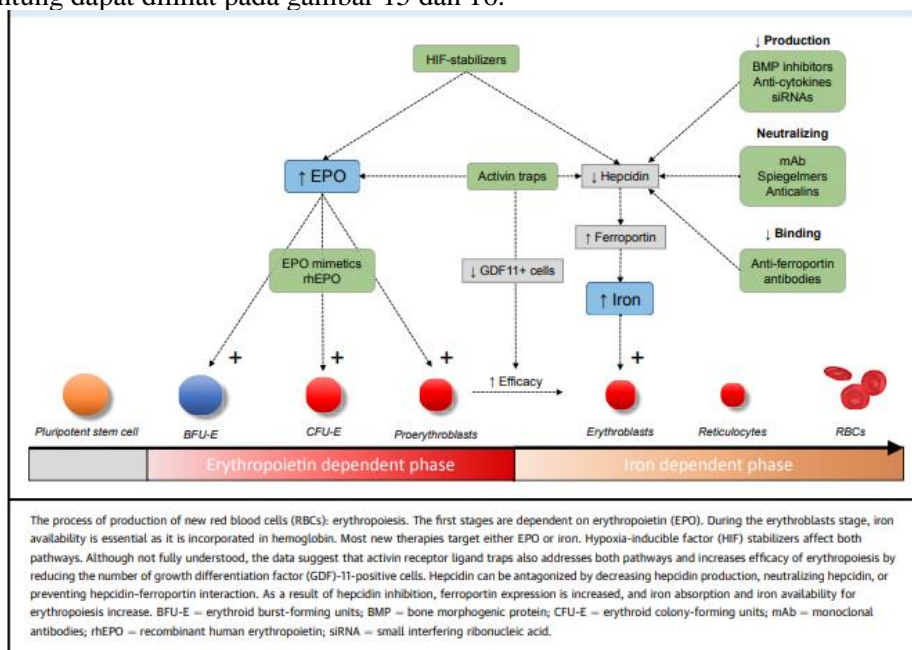 ntung dapat dilihat pada gambar 15 dan 16.
HIF-stabilizers
↓ Production
BMP inhibitors
Anti-cytokines
siRNAs
Neutralizing
mAb
Spiegelmers
Anticalins
↑ EPO
Activin traps
↓ Hepcidin
↑ Ferroportin
↓ Binding
Anti-ferroportin
antibodies
EPO mimetics
rhEPO
↓ GDF11+ cells
↑ Iron
+ + + +
↑ Efficacy
Pluripotent stem cell
BFU-E
CFU-E
Proerythroblasts
Erythroblasts
Reticulocytes
RBCs
Erythropoietin dependent phase
Iron dependent phase
The process of production of new red blood cells (RBCs): erythropoiesis. The first stages are dependent on erythropoietin (EPO). During the erythroblasts stage, iron
availability is essential as it is incorporated in hemoglobin. Most new therapies target either EPO or iron. Hypoxia-inducible factor (HIF) stabilizers affect both
pathways. Although not fully understood, the data suggest that activin receptor ligand traps also addresses both pathways and increases efficacy of erythropoiesis by
reducing the number of growth differentiation factor (GDF)-11-positive cells. Hepcidin can be antagonized by decreasing hepcidin production, neutralizing hepcidin, or
preventing hepcidin-ferroportin interaction. As a result of hepcidin inhibition, ferroportin expression is increased, and iron absorption and iron availability for
erythropoiesis increase. BFU-E = erythroid burst-forming units; BMP = bone morphogenic protein; CFU-E = erythroid colony-forming units; mAb = monoclonal
antibodies; rhEPO = recombinant human erythropoietin; siRNA = small interfering ribonucleic acid.